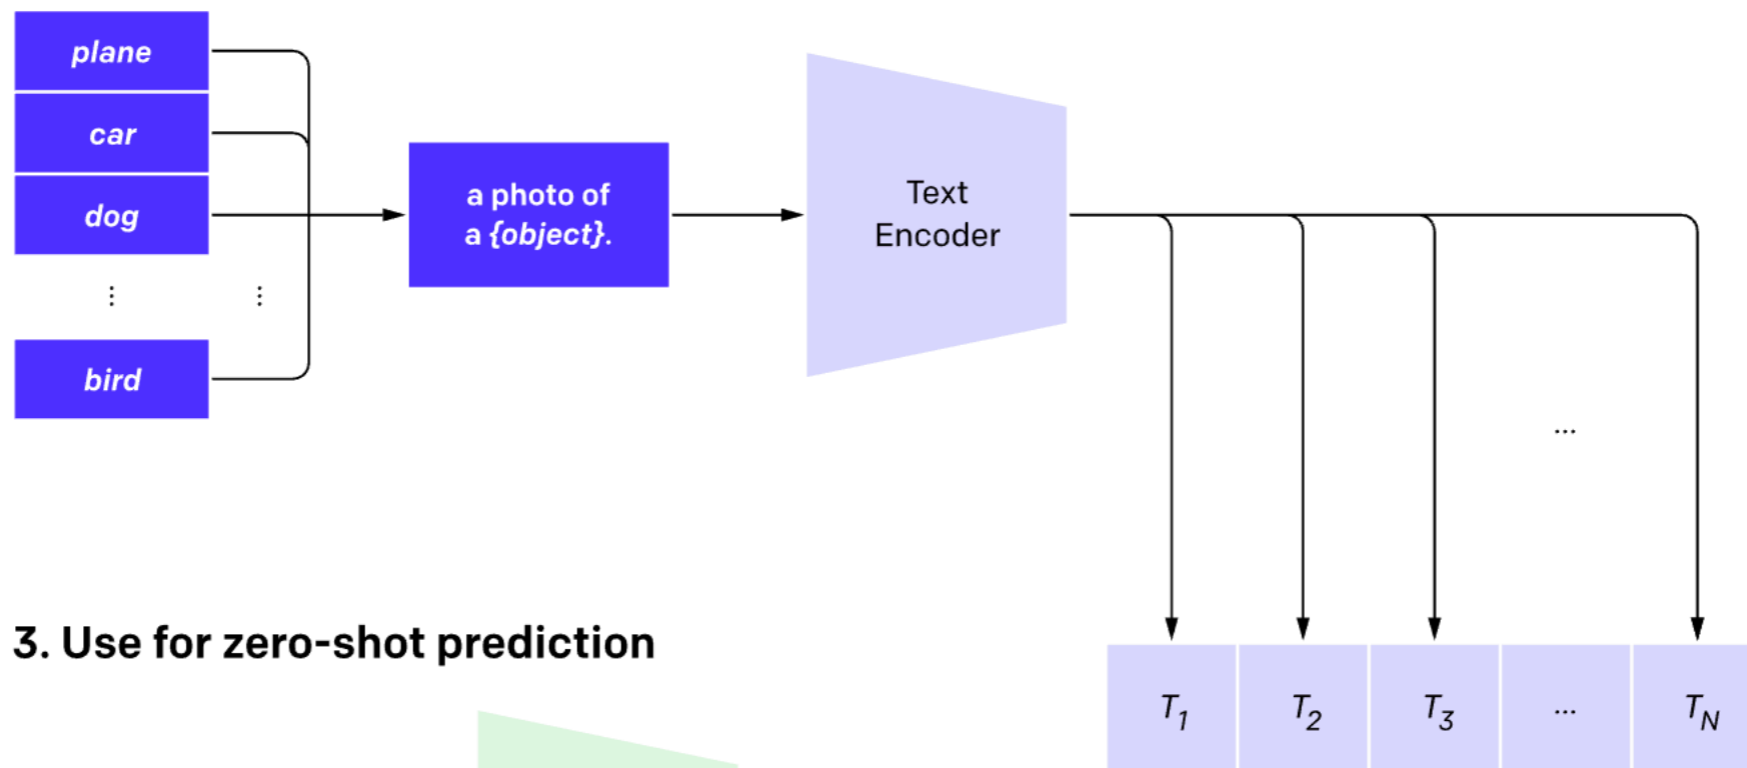 plane
car
dog
⋮ ⋮
bird
a photo of
a {object}.
Text
Encoder
...
3. Use for zero-shot prediction
T1 T2 T3 ... TN